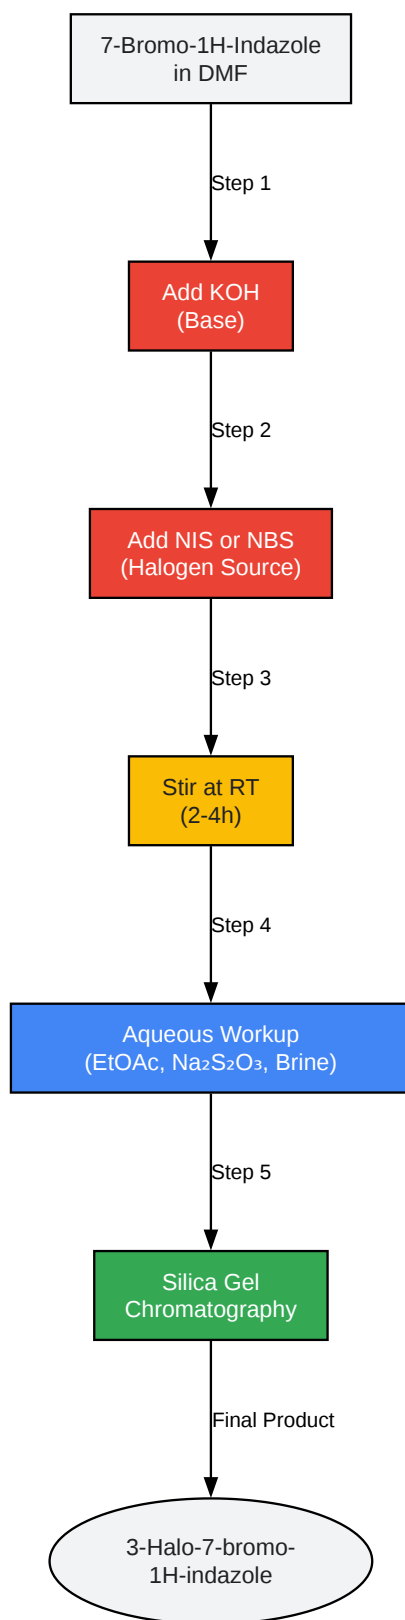 7-Bromo-1H-Indazole
in DMF
Step 1
Add KOH
(Base)
Step 2
Add NIS or NBS
(Halogen Source)
Step 3
Stir at RT
(2-4h)
Step 4
Aqueous Workup
(EtOAc, Na₂S₂O₃, Brine)
Step 5
Silica Gel
Chromatography
Final Product
3-Halo-7-bromo-
1H-indazole